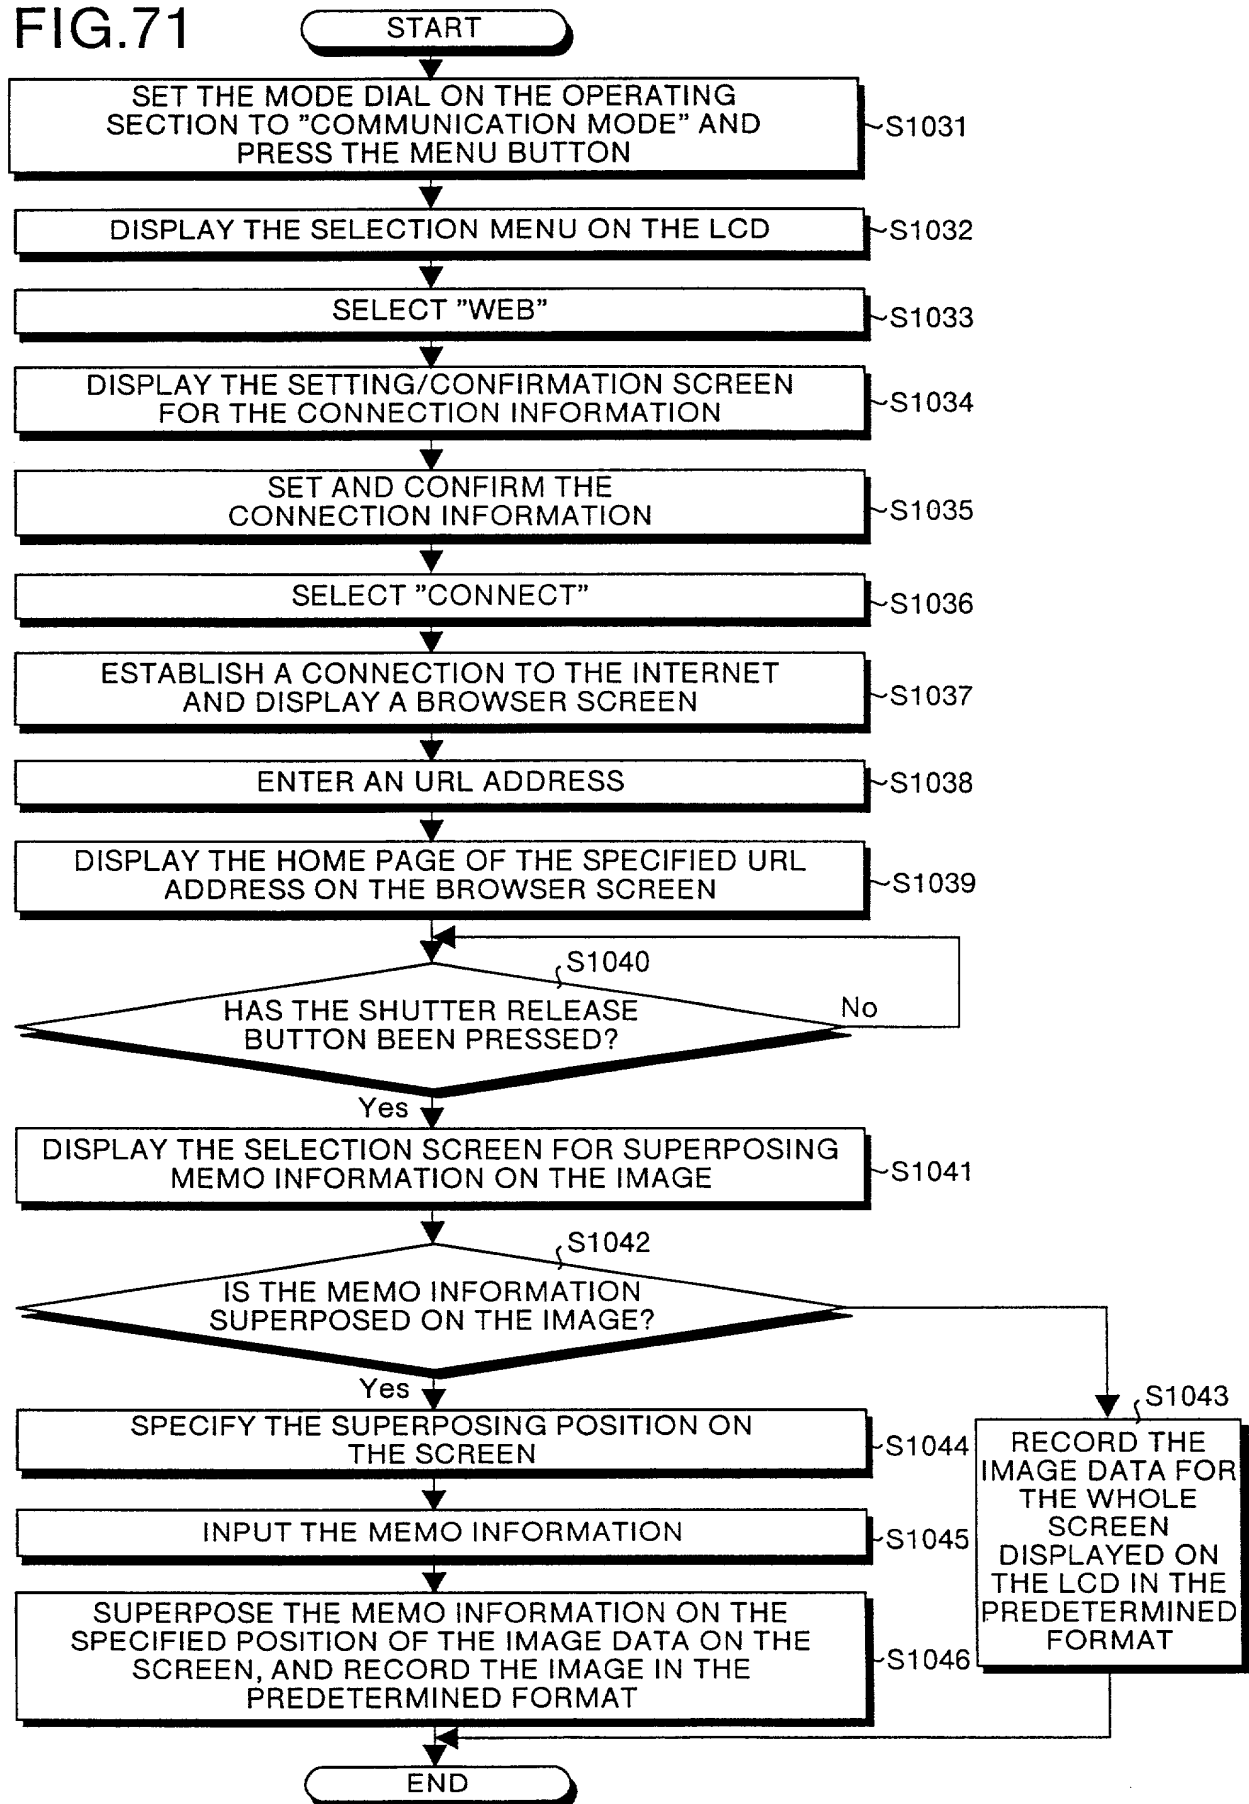 FIG.71
START
SET THE MODE DIAL ON THE OPERATING
SECTION TO "COMMUNICATION MODE" AND
PRESS THE MENU BUTTON
S1031
DISPLAY THE SELECTION MENU ON THE LCD
S1032
SELECT "WEB"
S1033
DISPLAY THE SETTING/CONFIRMATION SCREEN
FOR THE CONNECTION INFORMATION
S1034
SET AND CONFIRM THE
CONNECTION INFORMATION
S1035
SELECT "CONNECT"
S1036
ESTABLISH A CONNECTION TO THE INTERNET
AND DISPLAY A BROWSER SCREEN
S1037
ENTER AN URL ADDRESS
S1038
DISPLAY THE HOME PAGE OF THE SPECIFIED URL
ADDRESS ON THE BROWSER SCREEN
S1039
S1040
HAS THE SHUTTER RELEASE
BUTTON BEEN PRESSED?
No
Yes
DISPLAY THE SELECTION SCREEN FOR SUPERPOSING
MEMO INFORMATION ON THE IMAGE
S1041
S1042
IS THE MEMO INFORMATION
SUPERPOSED ON THE IMAGE?
Yes
SPECIFY THE SUPERPOSING POSITION ON
THE SCREEN
S1044
INPUT THE MEMO INFORMATION
S1045
SUPERPOSE THE MEMO INFORMATION ON THE
SPECIFIED POSITION OF THE IMAGE DATA ON THE
SCREEN, AND RECORD THE IMAGE IN THE
PREDETERMINED FORMAT
S1046
S1043
RECORD THE
IMAGE DATA FOR
THE WHOLE
SCREEN
DISPLAYED ON
THE LCD IN THE
PREDETERMINED
FORMAT
END